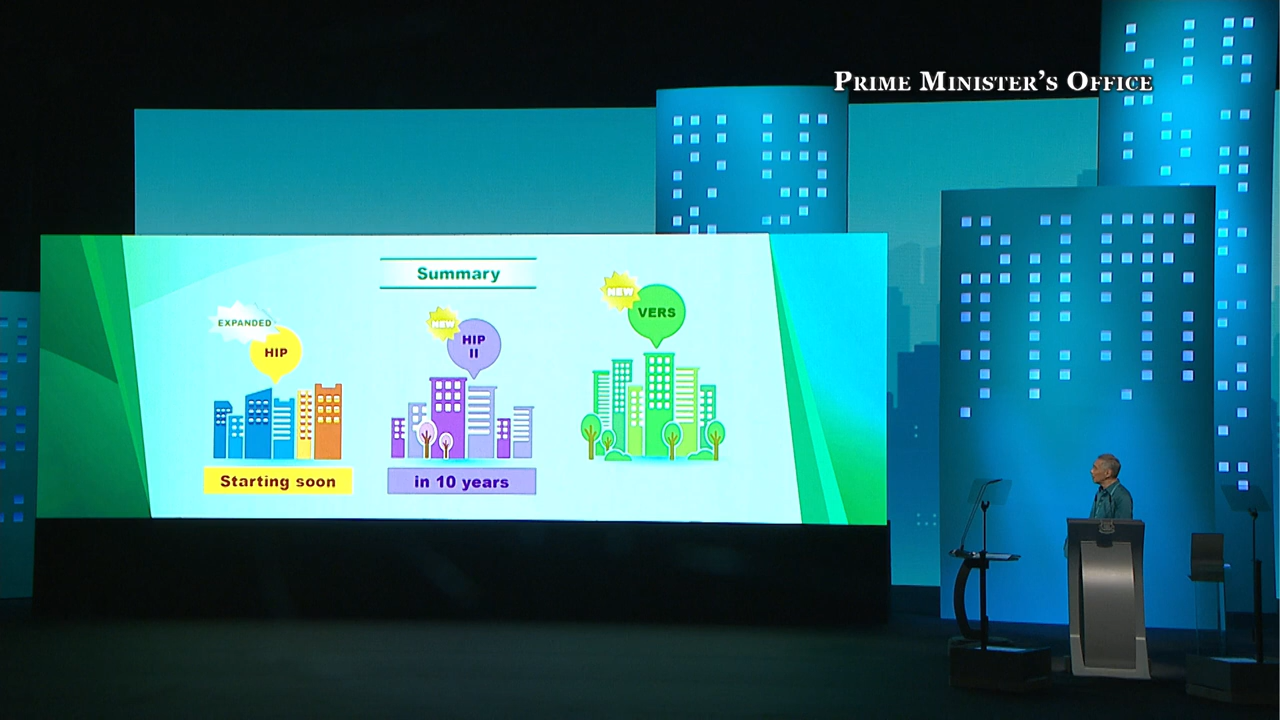 PRIME MINISTER'S OFFICE
Summary
EXPANDED
HIP
NEW
HIP
II
NEW
VERS
Starting soon
in 10 years